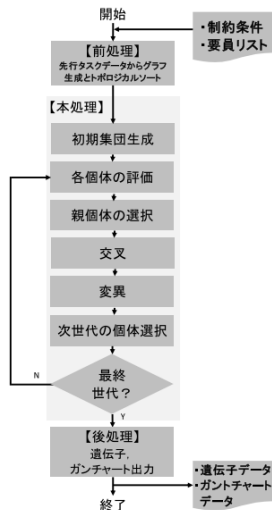 開始
・制約条件
・要員リスト
【前処理】
先行タスクデータからグラフ
生成とトポロジカルソート
【本処理】
初期集団生成
各個体の評価
親個体の選択
交叉
変異
次世代の個体選択
最終
世代？
N
Y
【後処理】
遺伝子,
ガンチャート出力
・遺伝子データ
・ガントチャート
データ
終了